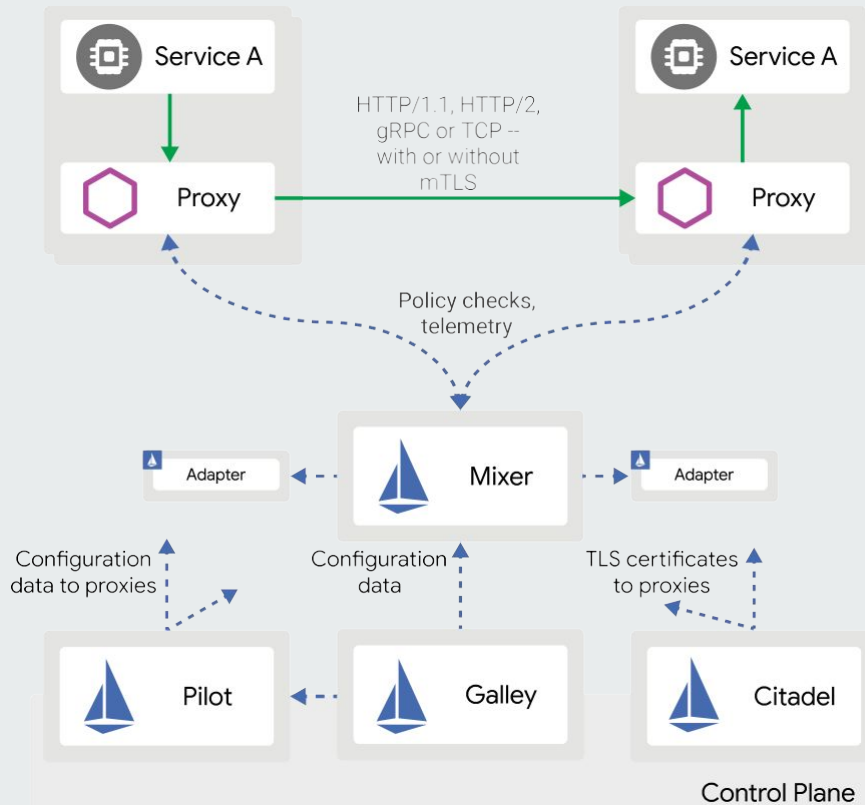 Service A
Service A
HTTP/1.1, HTTP/2,
gRPC or TCP --
with or without
mTLS
Proxy
Proxy
Policy checks,
telemetry
Adapter
Mixer
Adapter
Configuration
data to proxies
Configuration
data
TLS certificates
to proxies
Pilot
Galley
Citadel
Control Plane